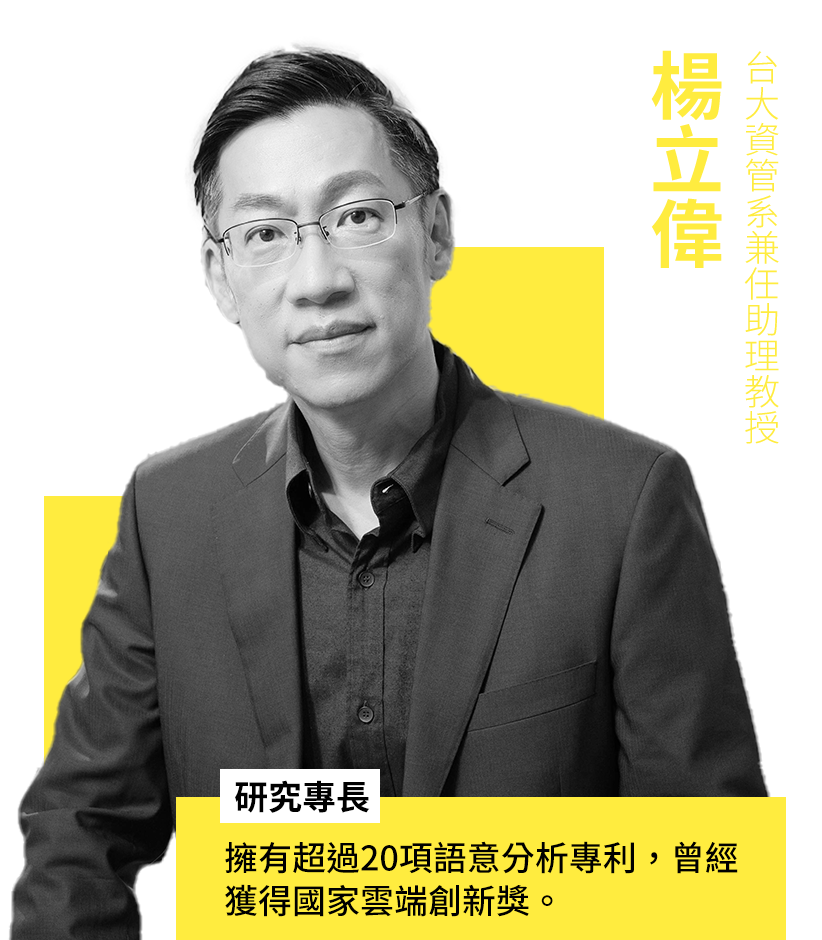 楊立偉
台大資管系兼任助理教授
研究專長
擁有超過20項語意分析專利，曾經
獲得國家雲端創新獎。